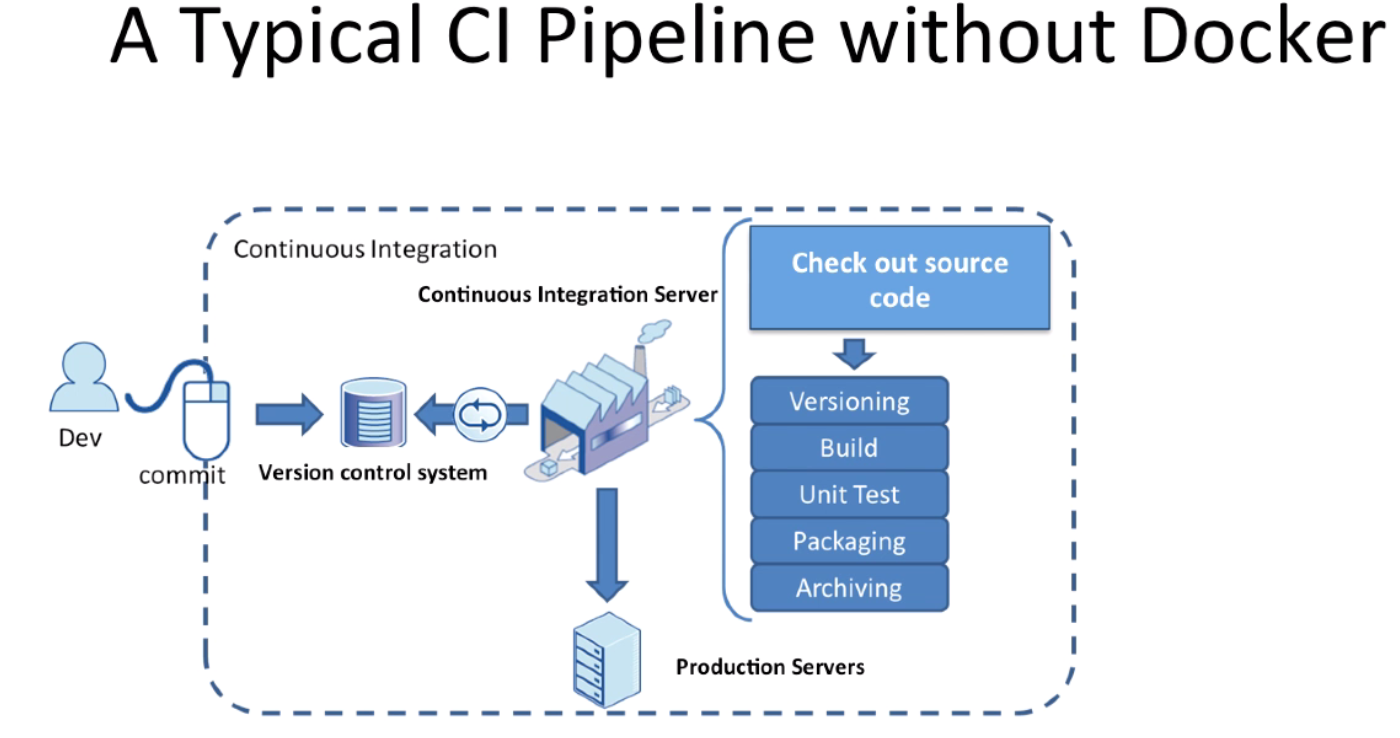 A Typical CI Pipeline without Docker
Continuous Integration
Continuous Integration Server
Check out source
code
Dev
commit
Version control system
Versioning
Build
Unit Test
Packaging
Archiving
Production Servers